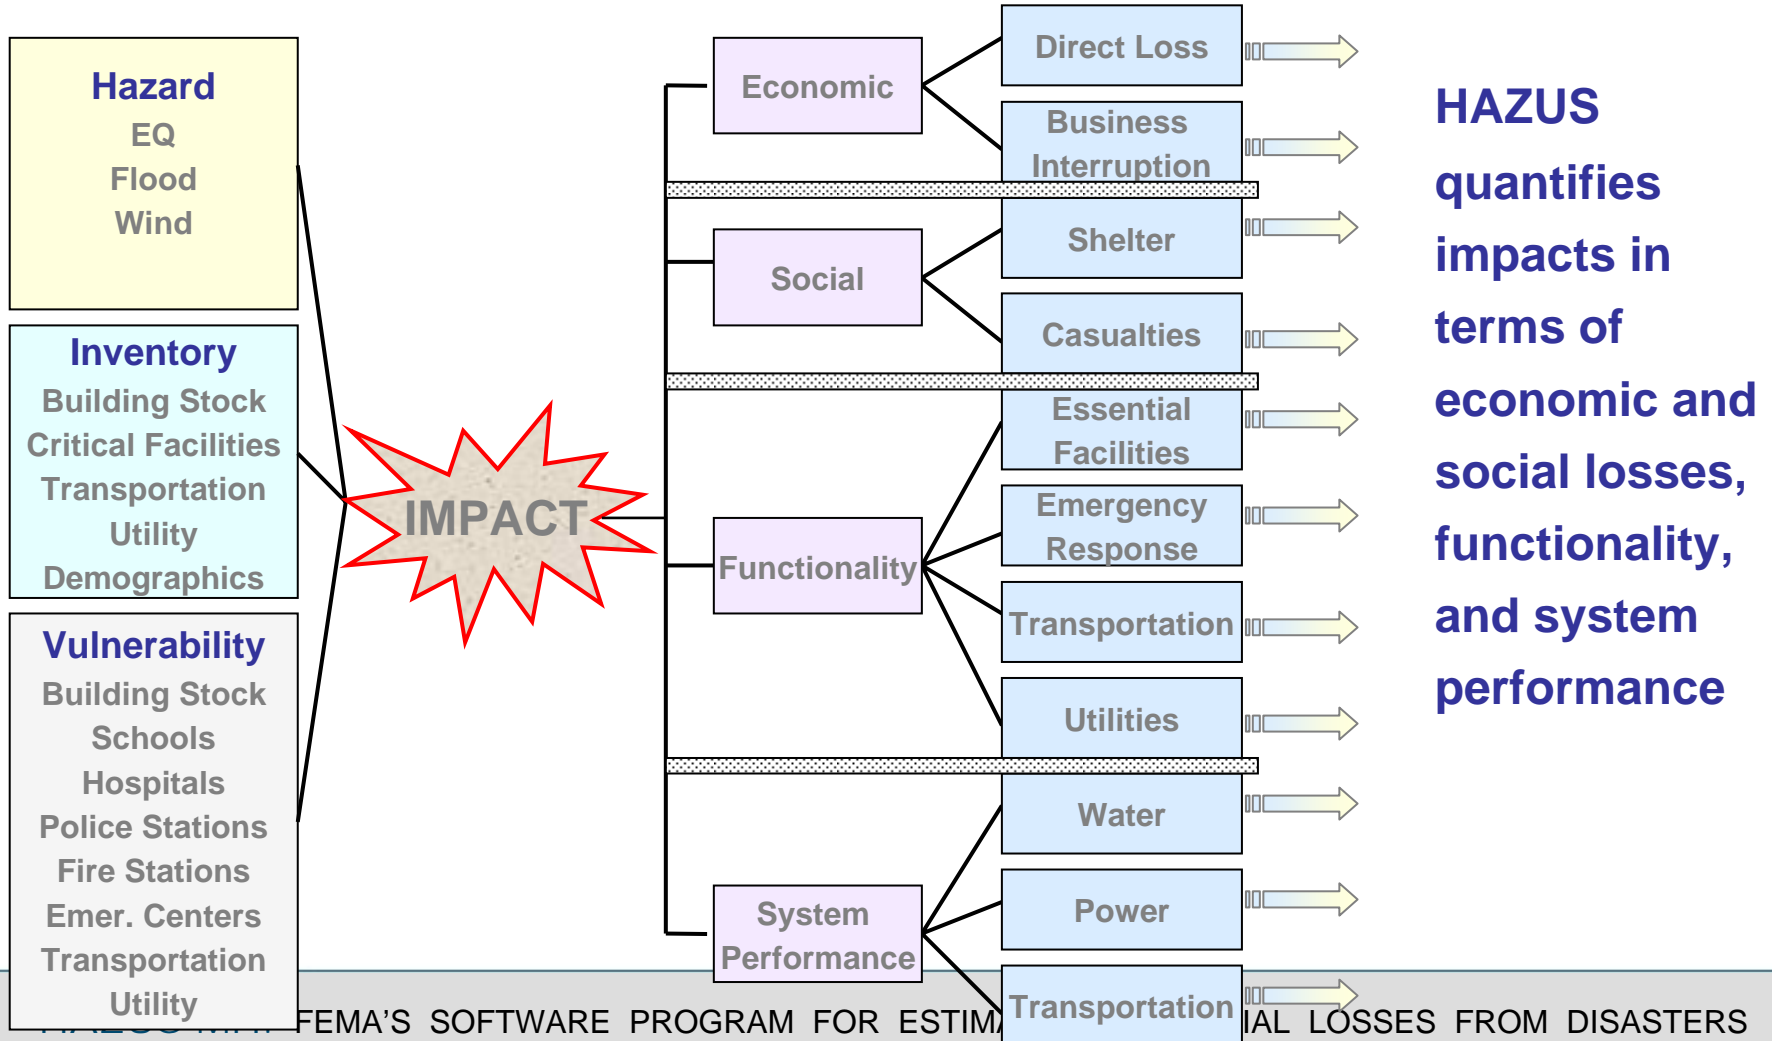 Hazard
EQ
Flood
Wind
Inventory
Building Stock
Critical Facilities
Transportation
Utility
Demographics
Vulnerability
Building Stock
Schools
Hospitals
Police Stations
Fire Stations
Emer. Centers
Transportation
Utility
IMPACT
Economic
Social
Functionality
System
Performance
Direct Loss
Business
Interruption
Shelter
Casualties
Essential
Facilities
Emergency
Response
Transportation
Utilities
Water
Power
Transportation
HAZUS
quantifies
impacts in
terms of
economic and
social losses,
functionality,
and system
performance
FEMA'S SOFTWARE PROGRAM FOR LOSSES FROM DISASTERS